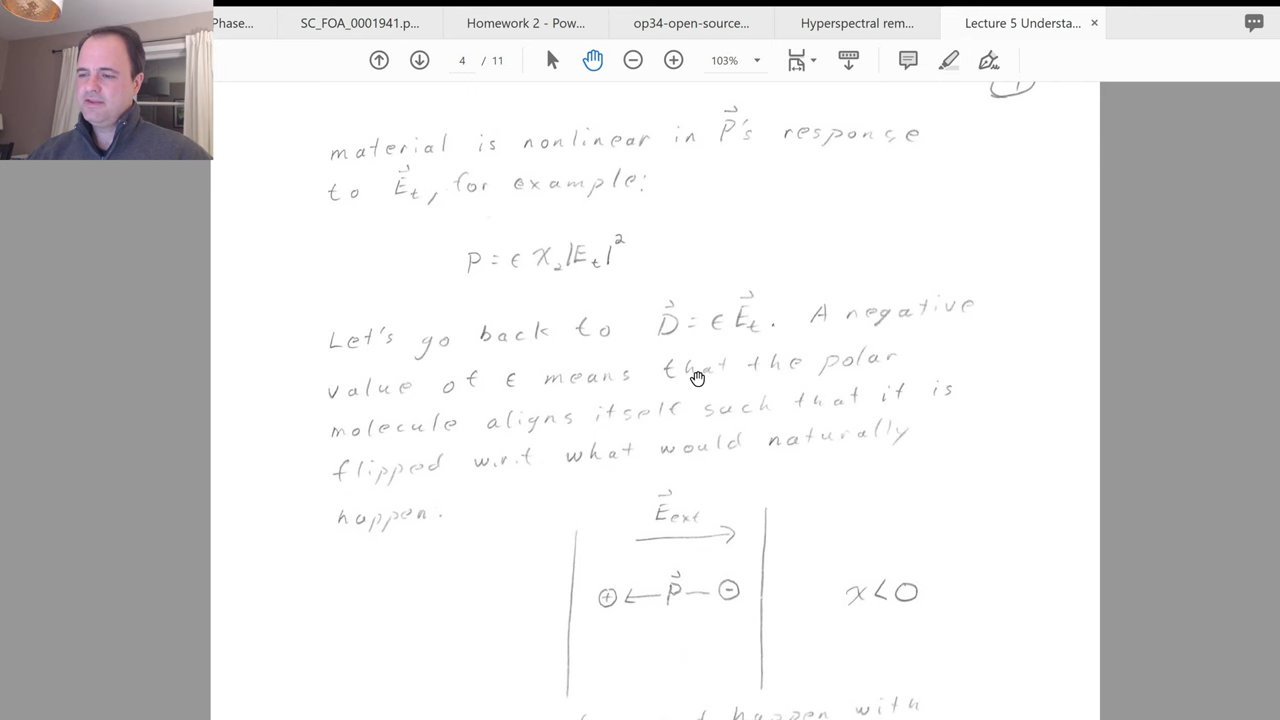 Phase...
SC_FOA_0001941.p...
Homework 2 - Pow...
op34-open-source...
Hyperspectral rem...
Lecture 5 Understa...
×
4 / 11
103%
material is nonlinear in P⃗'s response
to E⃗t, for example:
P = ϵ χ₂|Et|²
Let's go back to D⃗ = ϵ E⃗t. A negative
value of ϵ means that the polar
molecule aligns itself such that it is
flipped w.r.t what would naturally
happen.
E⃗ext
+ ← P⃗ — −
χ<0
happen with